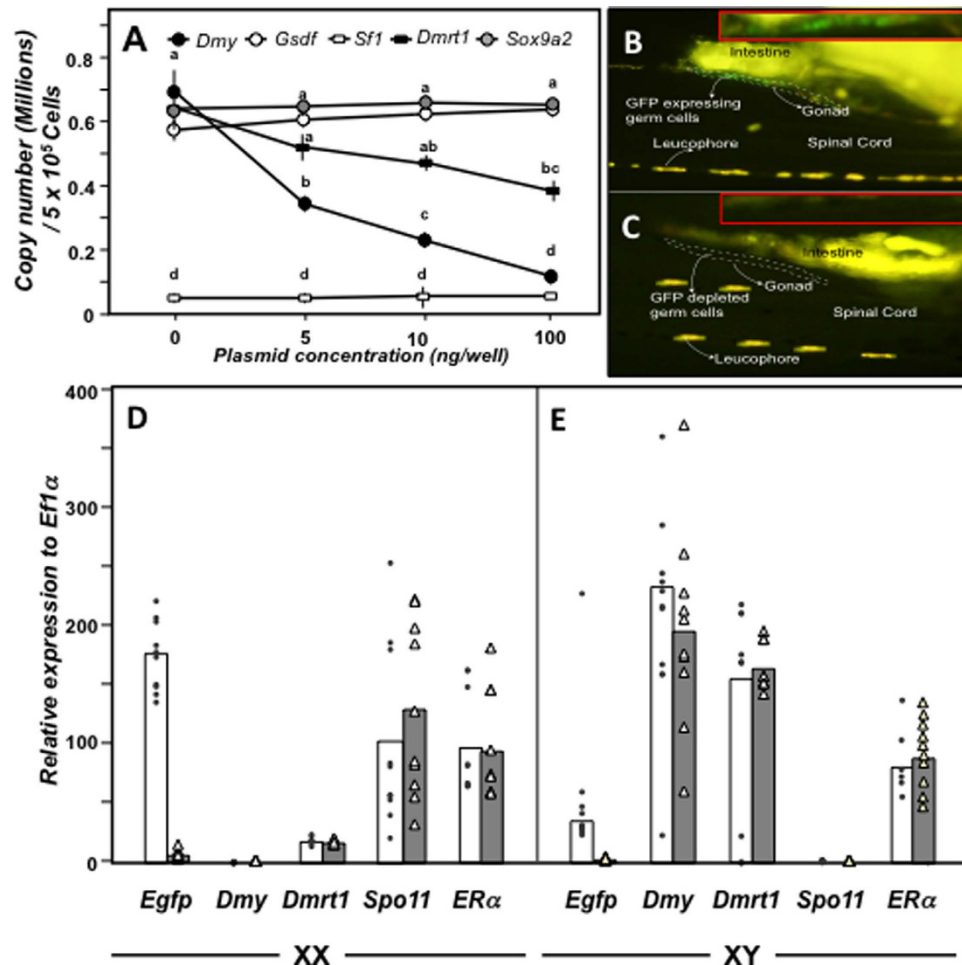 A
Dmy Gsdf Sf1 Dmrt1 Sox9a2
Copy number (Millions)
/ 5 x 10⁵ Cells
0.8
0.6
0.4
0.2
0
a
a
a
a
a
ab
bc
b
c
d
d
d
d
d
0 5 10 100
Plasmid concentration (ng/well)
B
Intestine
GFP expressing
germ cells
Gonad
Leucophore
Spinal Cord
C
Intestine
Gonad
GFP depleted
germ cells
Spinal Cord
Leucophore
D
E
Relative expression to Ef1α
400
300
200
100
0
Egfp Dmy Dmrt1 Spo11 ERα
Egfp Dmy Dmrt1 Spo11 ERα
XX
XY